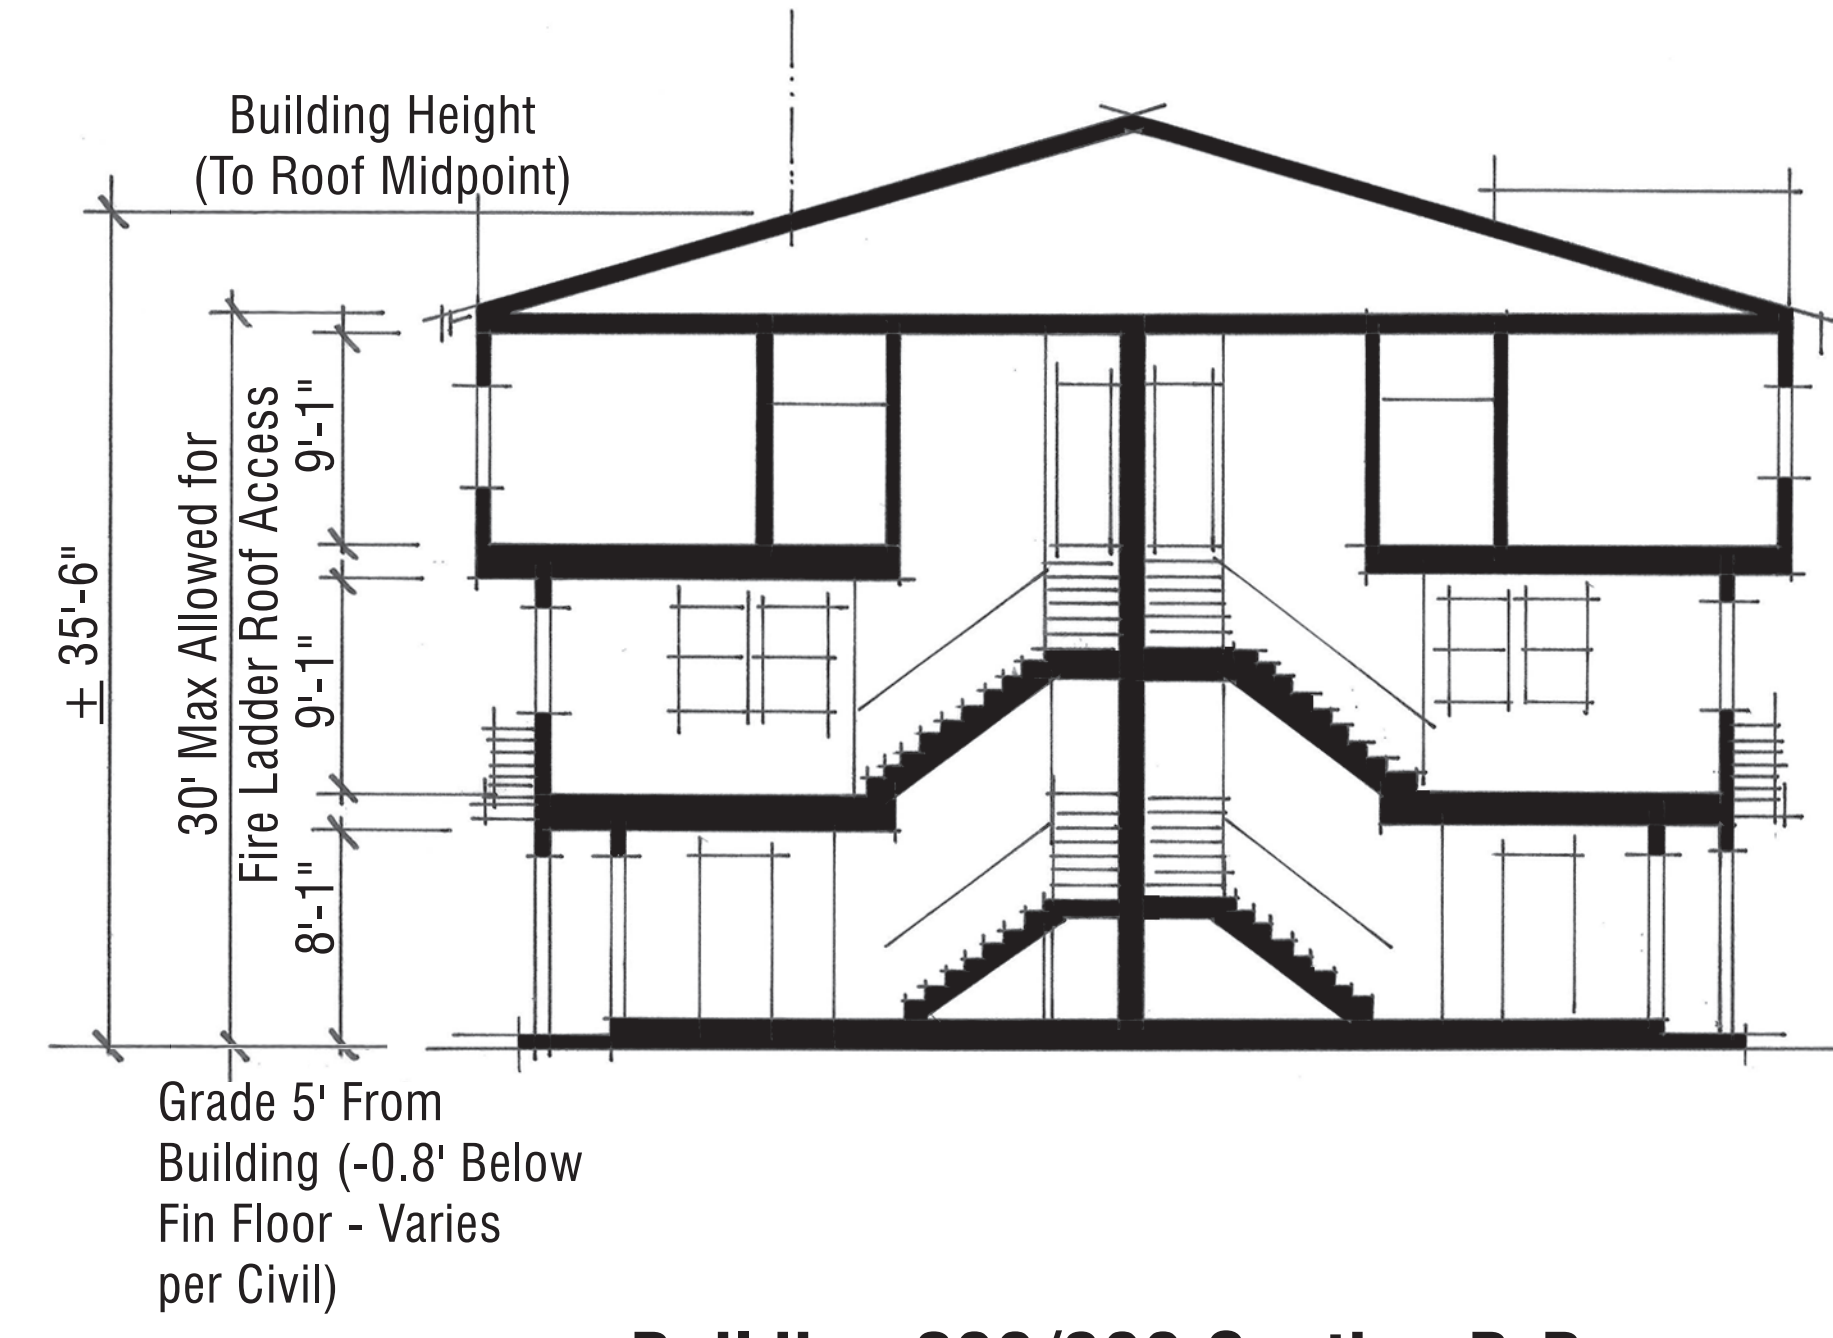 Building Height
(To Roof Midpoint)
± 35'-6"
30' Max Allowed for
Fire Ladder Roof Access
9'-1"
9'-1"
8'-1"
Grade 5' From
Building (-0.8' Below
Fin Floor - Varies
per Civil)